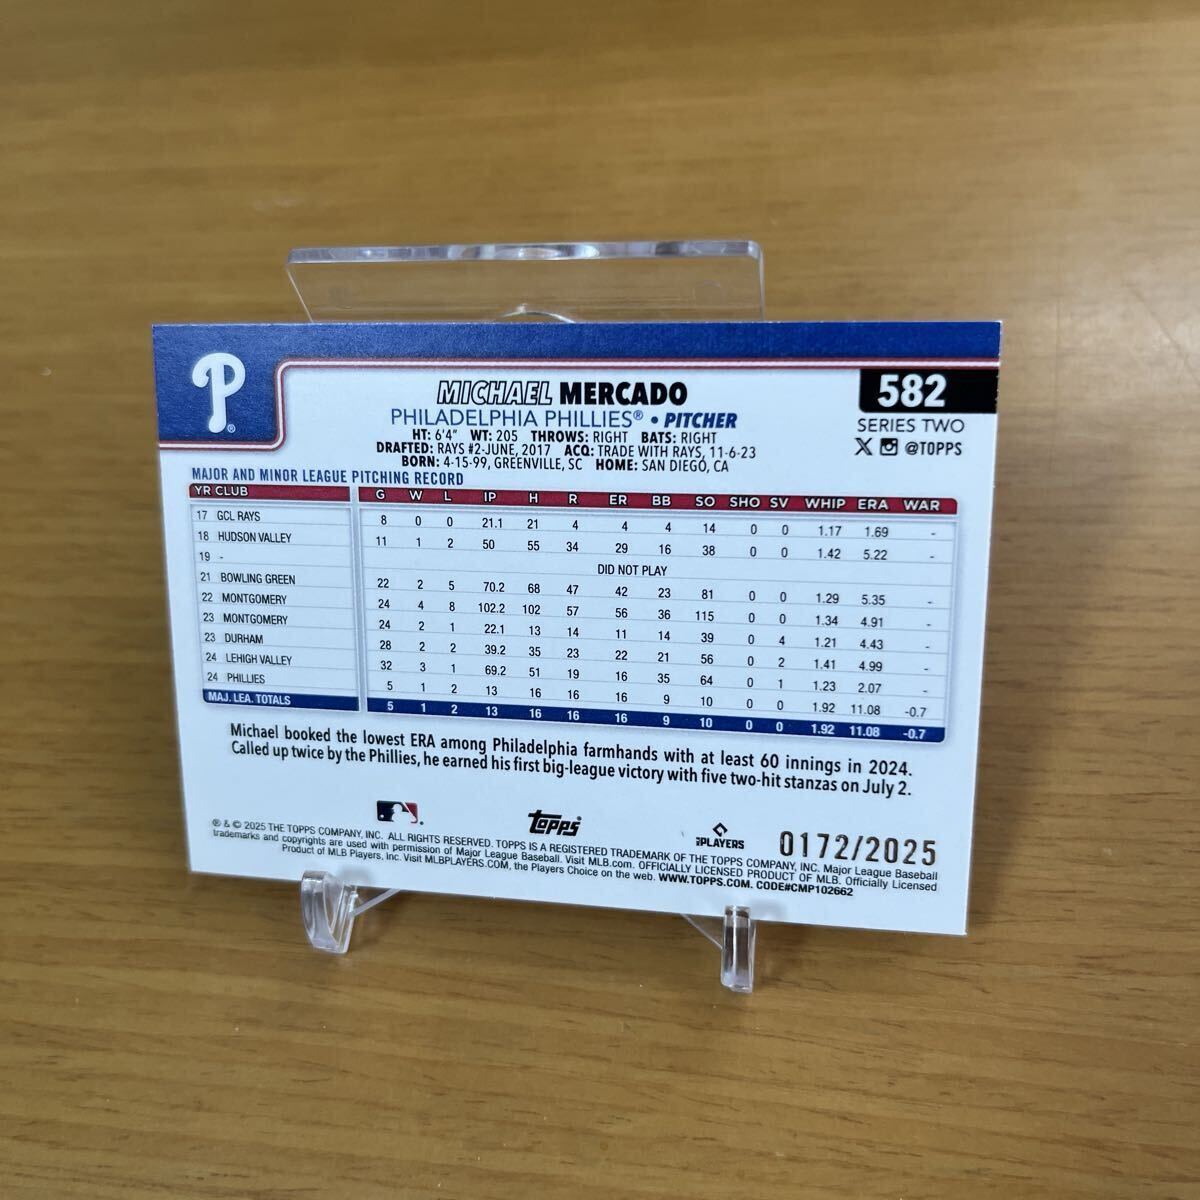 P®
MICHAEL MERCADO
582
PHILADELPHIA PHILLIES® • PITCHER
SERIES TWO
HT: 6'4" WT: 205 THROWS: RIGHT BATS: RIGHT
X @TOPPS
DRAFTED: RAYS #2-JUNE, 2017 ACQ: TRADE WITH RAYS, 11-6-23
BORN: 4-15-99, GREENVILLE, SC HOME: SAN DIEGO, CA
MAJOR AND MINOR LEAGUE PITCHING RECORD
YR CLUB G W L IP H R ER BB SO SHO SV WHIP ERA WAR
17 GCL RAYS 8 0 0 21.1 21 4 4 4 14 0 0 1.17 1.69 -
18 HUDSON VALLEY 11 1 2 50 55 34 29 16 38 0 0 1.42 5.22 -
19 - DID NOT PLAY
21 BOWLING GREEN 22 2 5 70.2 68 47 42 23 81 0 0 1.29 5.35 -
22 MONTGOMERY 24 4 8 102.2 102 57 56 36 115 0 0 1.34 4.91 -
23 MONTGOMERY 24 2 1 22.1 13 14 11 14 39 0 4 1.21 4.43 -
23 DURHAM 28 2 2 39.2 35 23 22 21 56 0 2 1.41 4.99 -
24 LEHIGH VALLEY 32 3 1 69.2 51 19 16 35 64 0 1 1.23 2.07 -
24 PHILLIES 5 1 2 13 16 16 16 9 10 0 0 1.92 11.08 -0.7
MAJ. LEA. TOTALS 5 1 2 13 16 16 16 9 10 0 0 1.92 11.08 -0.7
Michael booked the lowest ERA among Philadelphia farmhands with at least 60 innings in 2024.
Called up twice by the Phillies, he earned his first big-league victory with five two-hit stanzas on July 2.
topps®
PLAYERS
0172/2025
® & © 2025 THE TOPPS COMPANY, INC. ALL RIGHTS RESERVED. TOPPS IS A REGISTERED TRADEMARK OF THE TOPPS COMPANY, INC. Major League Baseball
trademarks and copyrights are used with permission of Major League Baseball. Visit MLB.com. OFFICIALLY LICENSED PRODUCT OF MLB. Officially Licensed
Product of MLB Players, Inc. Visit MLBPLAYERS.COM, the Players Choice on the web. WWW.TOPPS.COM. CODE#CMP102662